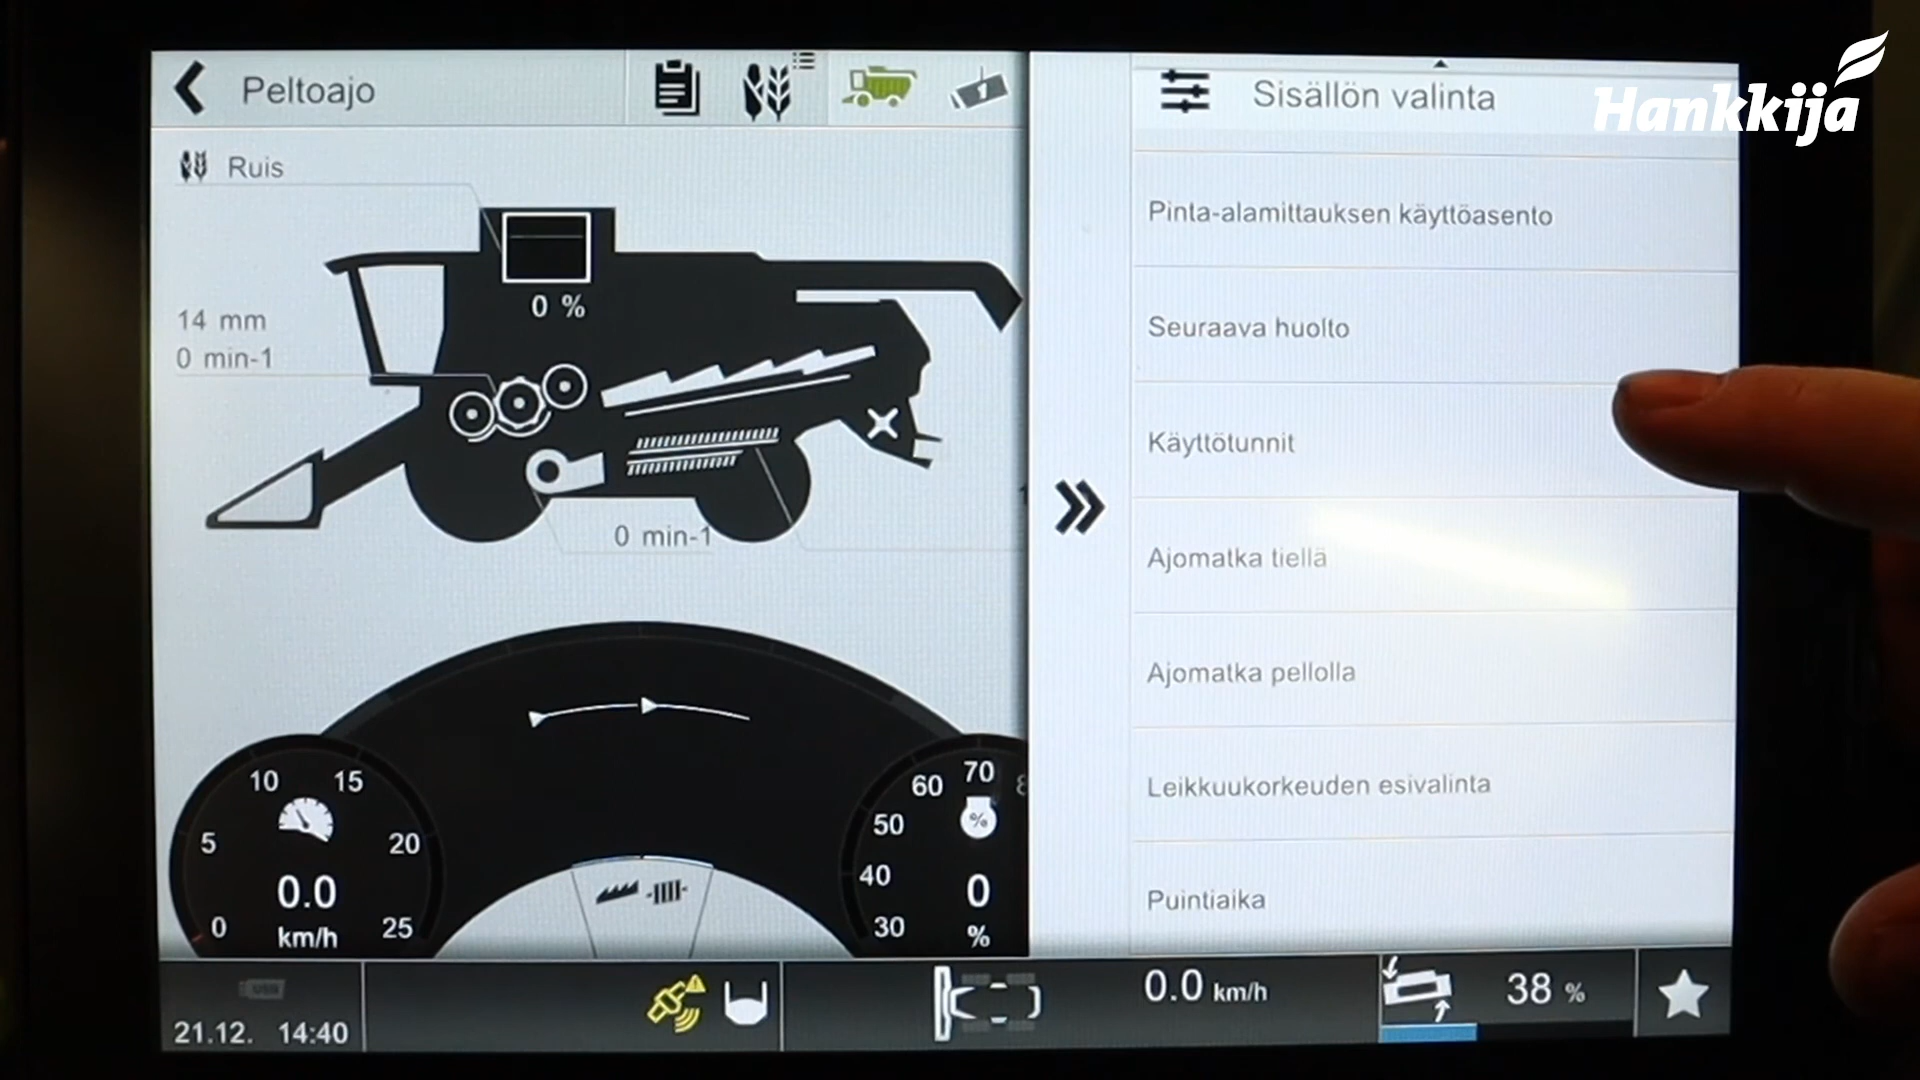 Hankkija
Peltoajo
1
Ruis
0 %
14 mm
0 min-1
0 min-1
0
5
10
15
20
25
0.0
km/h
30
40
50
60
70
%
0
%
Sisällön valinta
Pinta-alamittauksen käyttöasento
Seuraava huolto
Käyttötunnit
Ajomatka tiellä
Ajomatka pellolla
Leikkuukorkeuden esivalinta
Puintiaika
USB
21.12. 14:40
0.0 km/h
38 %